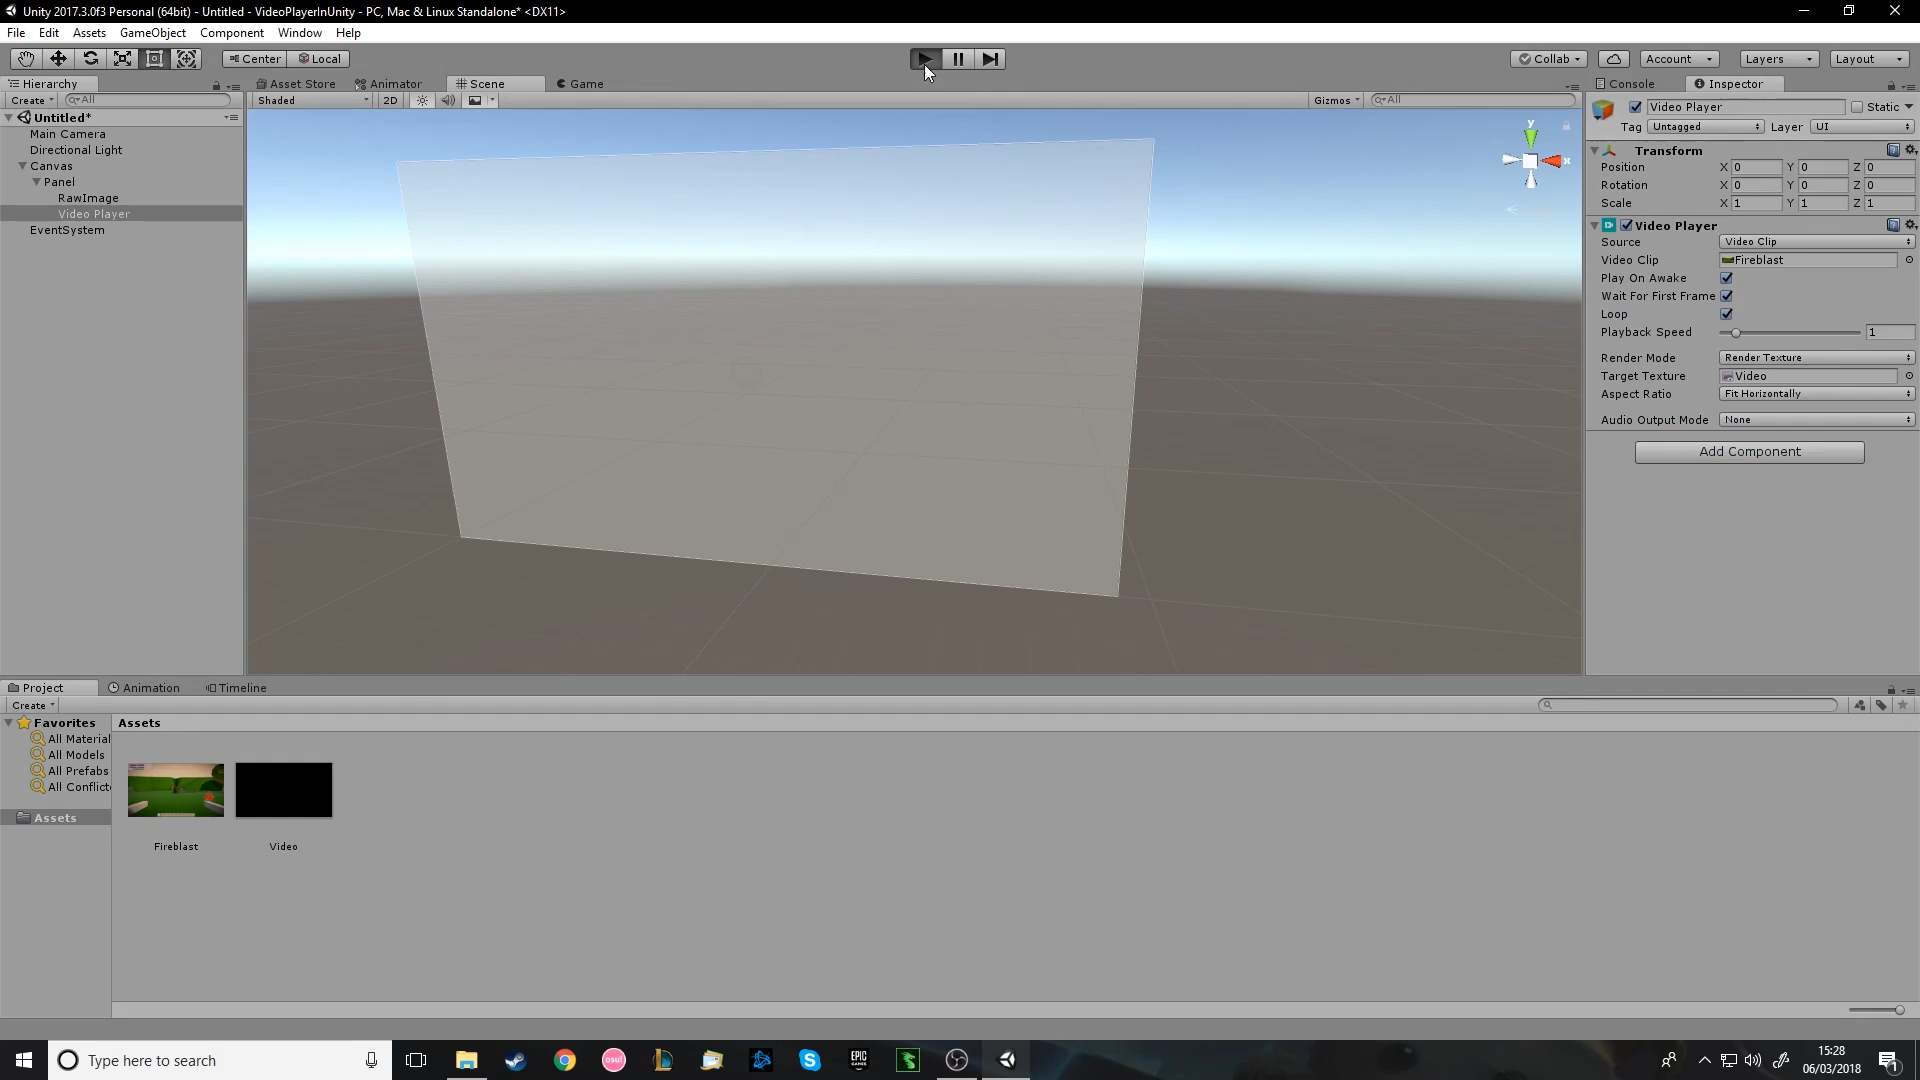 Unity 2017.3.0f3 Personal (64bit) - Untitled - VideoPlayerInUnity - PC, Mac & Linux Standalone* <DX11>
File Edit Assets GameObject Component Window Help
Center Local Collab Account Layers Layout
Hierarchy Asset Store Animator Scene Game Console Inspector
Create All Shaded 2D Gizmos All
Video Player Static
Tag Untagged Layer UI
Untitled*
Main Camera
Directional Light
Canvas
Panel
RawImage
Video Player
EventSystem
y
x
Transform
Position X 0 Y 0 Z 0
Rotation X 0 Y 0 Z 0
Scale X 1 Y 1 Z 1
Video Player
Source Video Clip
Video Clip Fireblast
Play On Awake
Wait For First Frame
Loop
Playback Speed 1
Render Mode Render Texture
Target Texture Video
Aspect Ratio Fit Horizontally
Audio Output Mode None
Add Component
Project Animation Timeline
Create
Favorites
All Material
All Models
All Prefabs
All Conflict
Assets
Assets
Fireblast Video
Type here to search
osu!
EPIC GAMES
15:28
06/03/2018
1